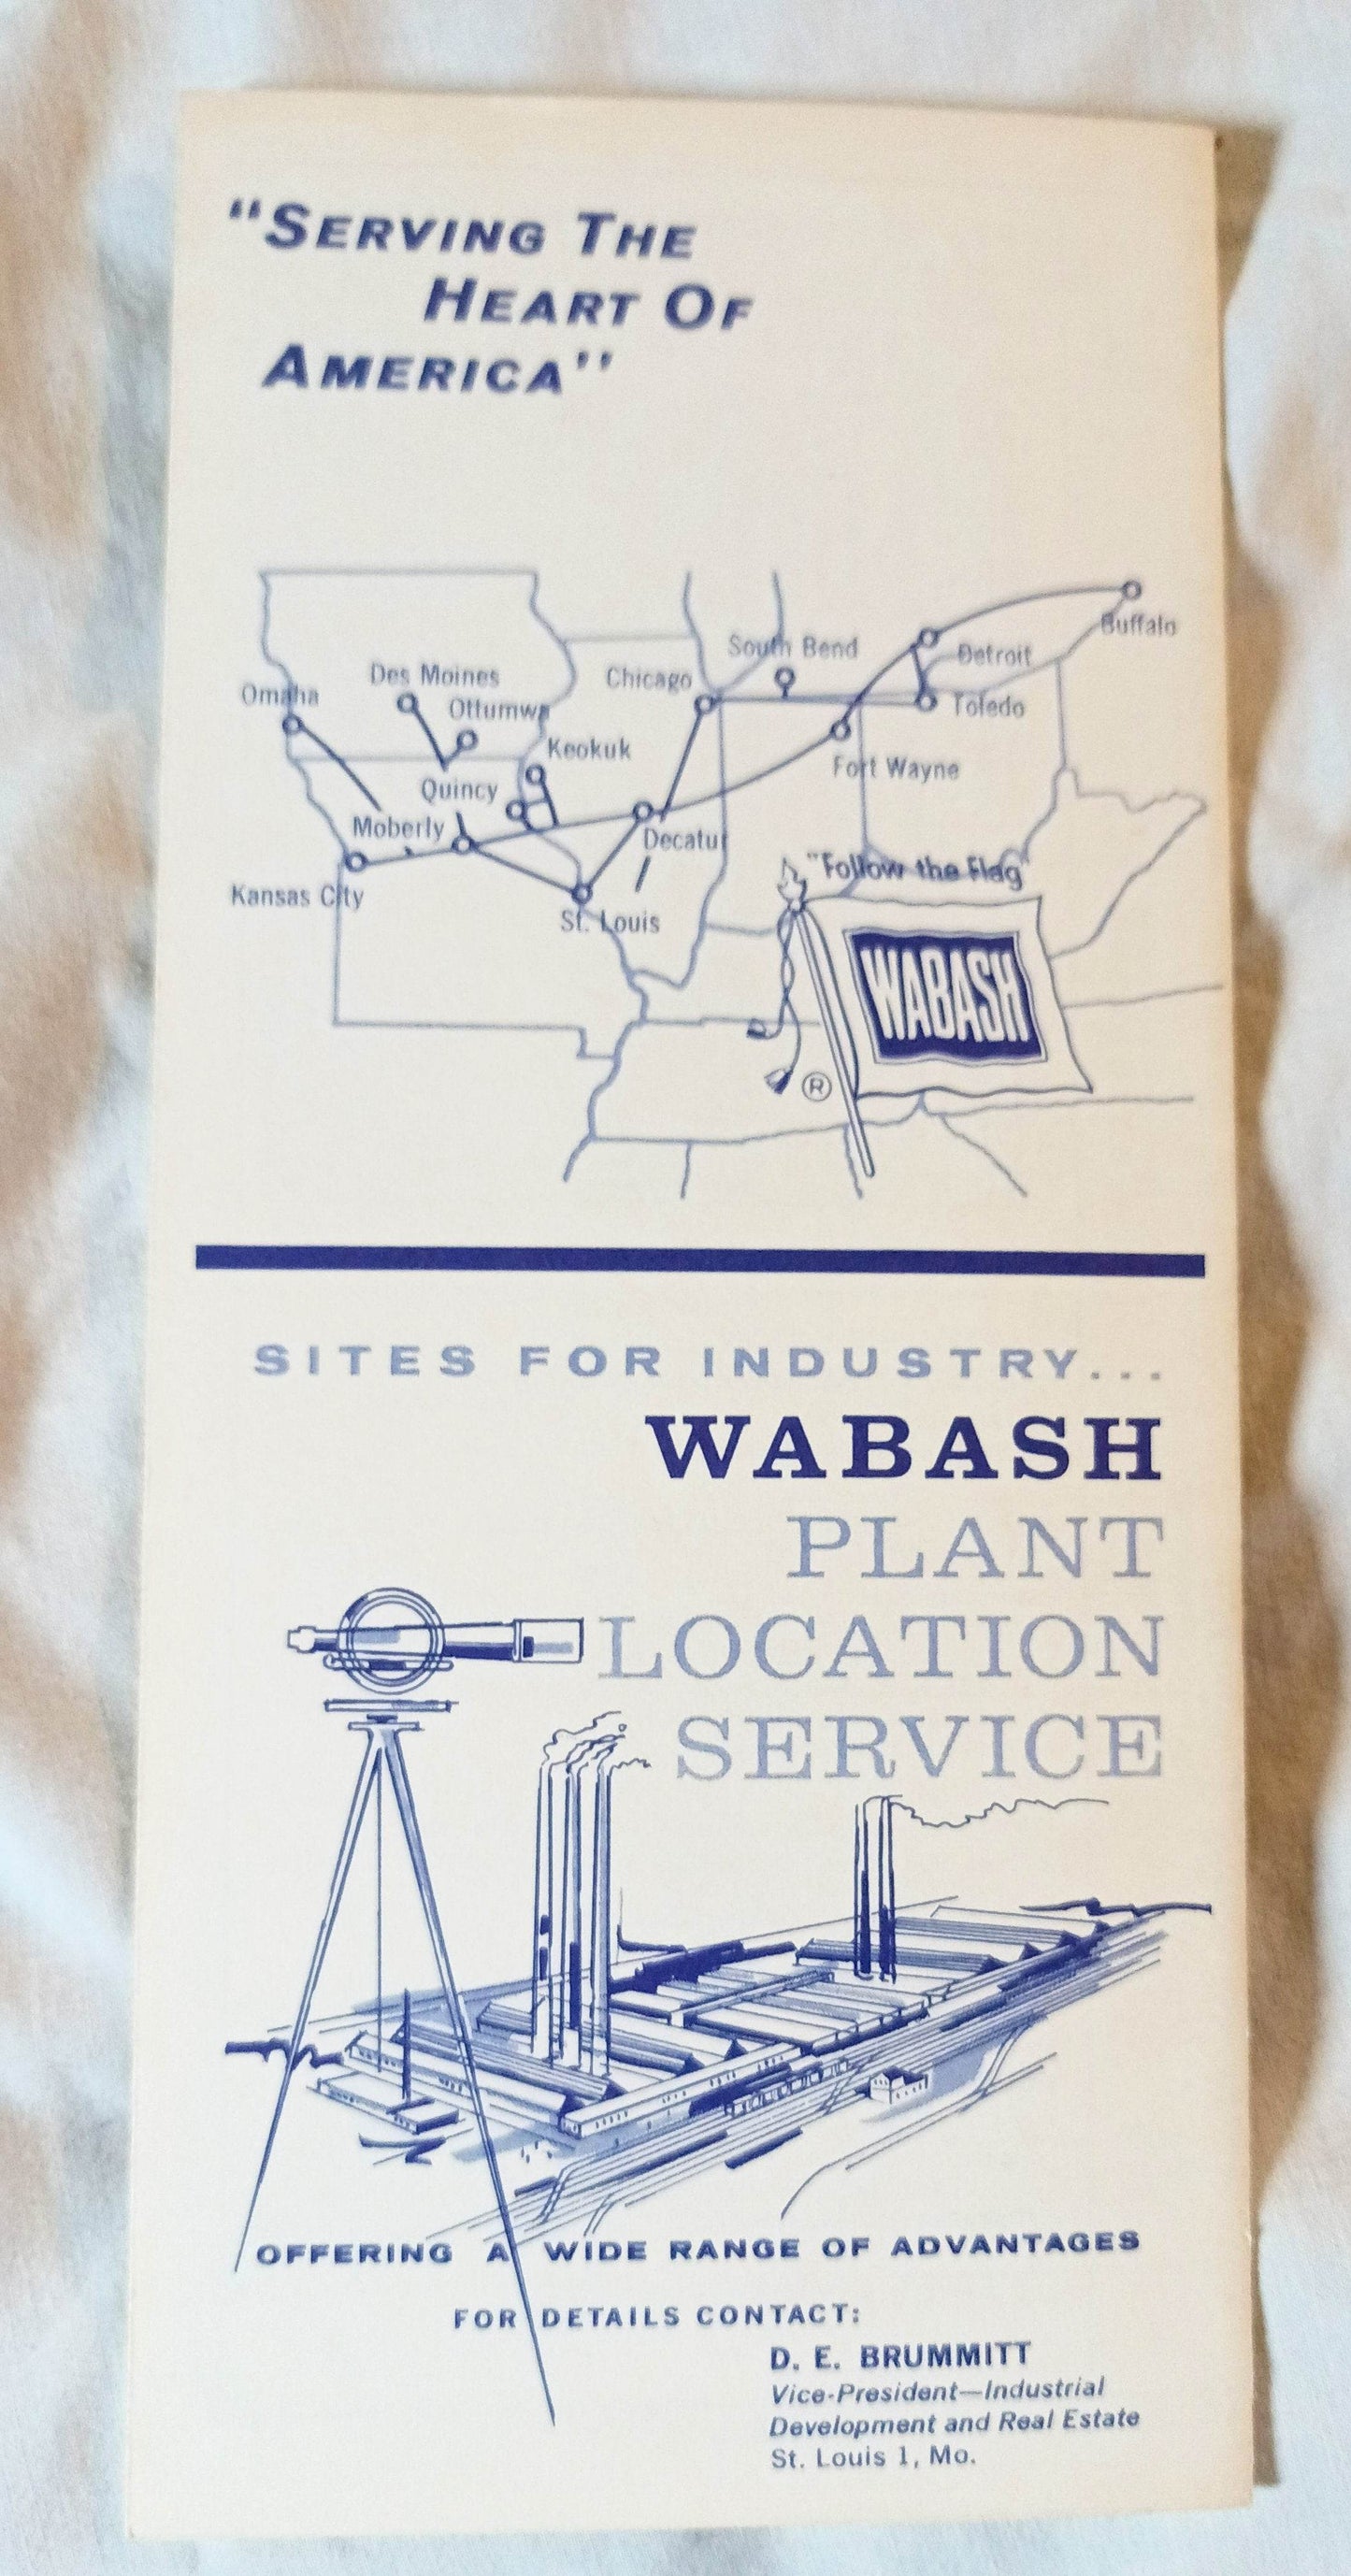 "SERVING THE
HEART OF
AMERICA"
Buffalo
South Bend
Detroit
Des Moines
Chicago
Omaha
Ottumwa
Toledo
Keokuk
Fort Wayne
Quincy
Moberly
Decatur
"Follow the Flag"
Kansas City
St. Louis
WABASH
®
SITES FOR INDUSTRY...
WABASH
PLANT
LOCATION
SERVICE
OFFERING A WIDE RANGE OF ADVANTAGES
FOR DETAILS CONTACT:
D. E. BRUMMITT
Vice-President—Industrial
Development and Real Estate
St. Louis 1, Mo.